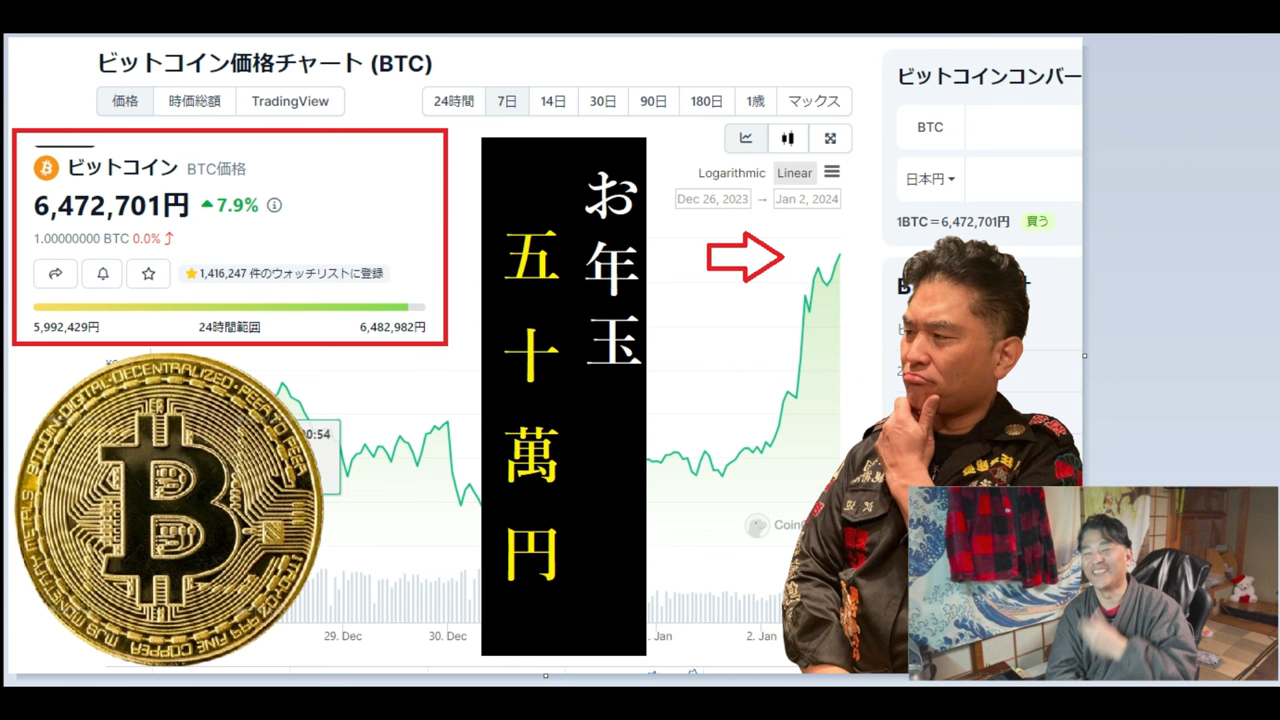 ビットコイン価格チャート (BTC)
価格 時価総額 TradingView
24時間 7日 14日 30日 90日 180日 1歳 マックス
ビットコイン BTC価格
6,472,701円 7.9%
1.00000000 BTC 0.0%
1,416,247 件のウォッチリストに登録
5,992,429円 24時間範囲 6,482,982円
お年玉
五十萬円
Logarithmic Linear
Dec 26, 2023 → Jan 2, 2024
ビットコインコンバー
BTC
日本円
1BTC＝6,472,701円 買う
0:54
29. Dec 30. Dec Jan 2. Jan